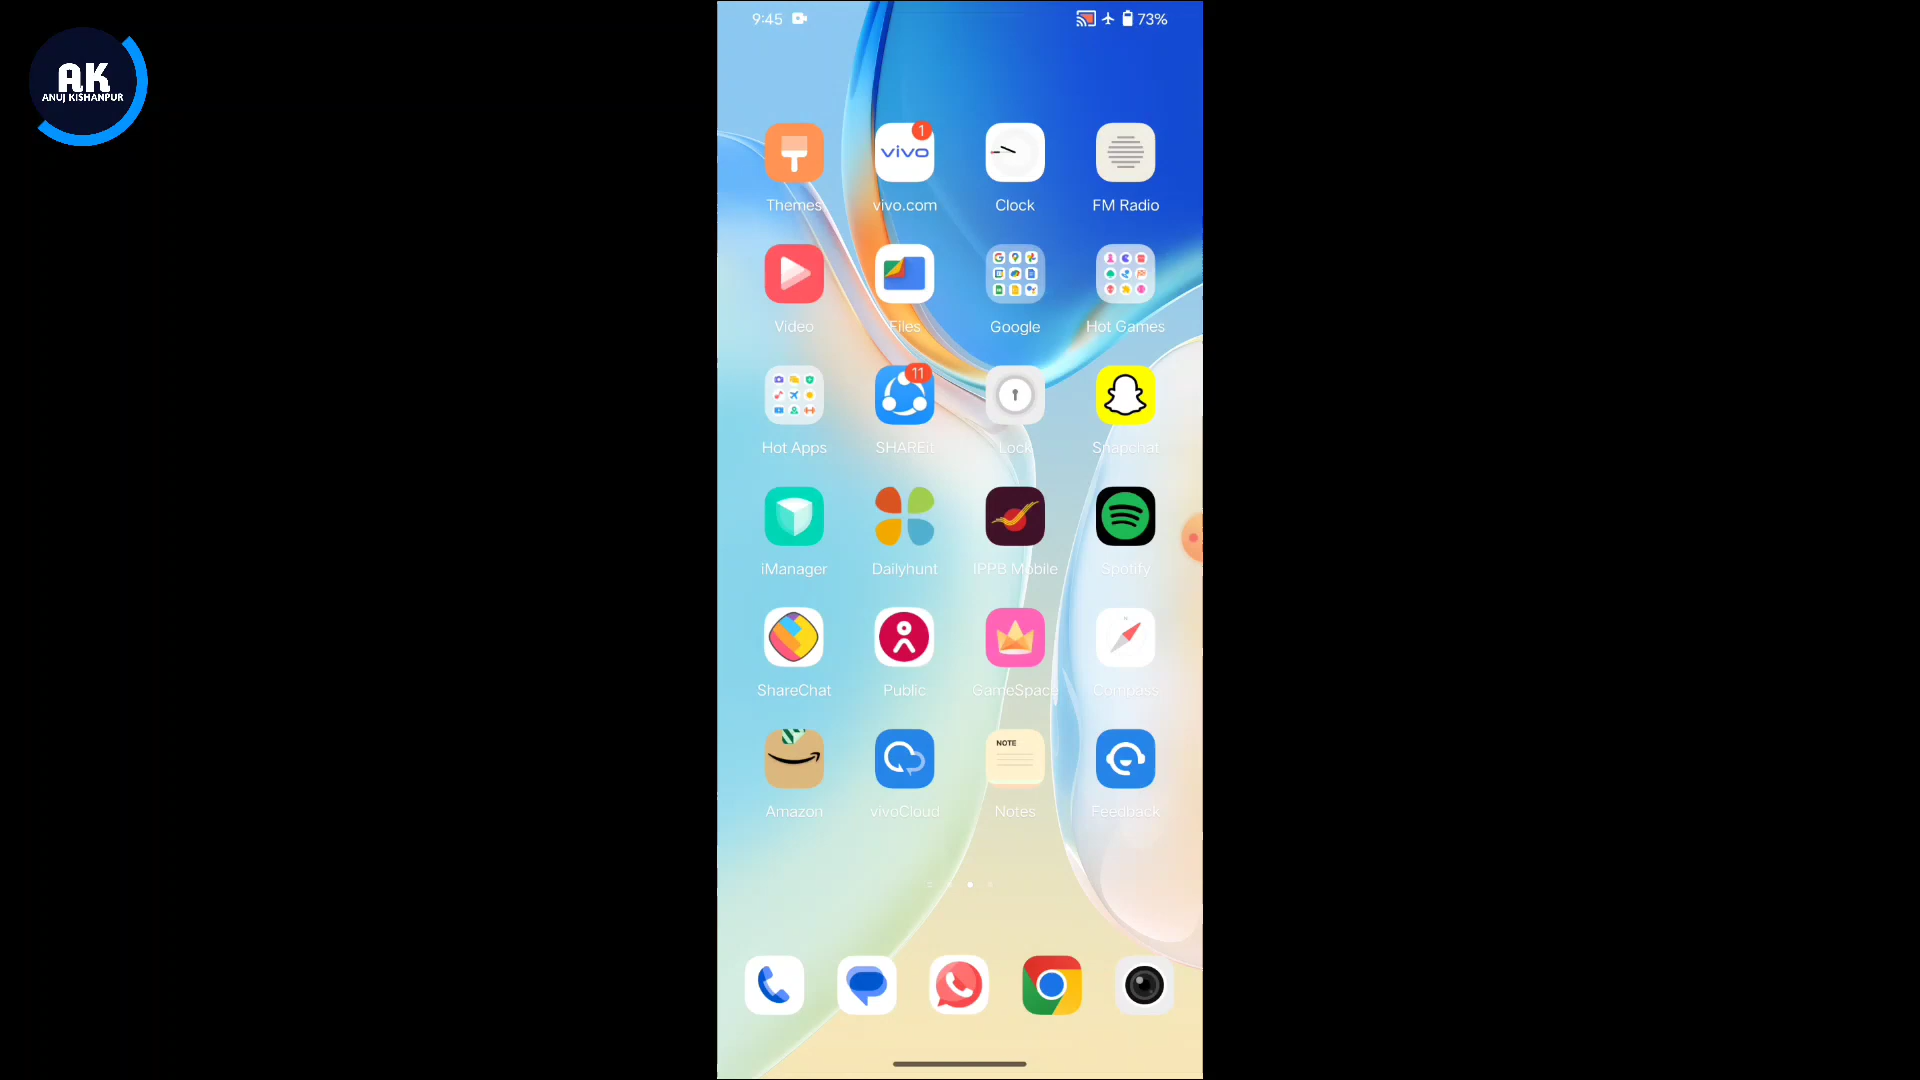 AK
ANUJ KISHANPUR
9:45
73%
1
vivo
Themes
vivo.com
Clock
FM Radio
Video
Files
Google
Hot Games
11
Hot Apps
SHAREit
Lock
Snapchat
iManager
Dailyhunt
IPPB Mobile
Spotify
ShareChat
Public
GameSpace
Compass
NOTE
Amazon
vivoCloud
Notes
Feedback